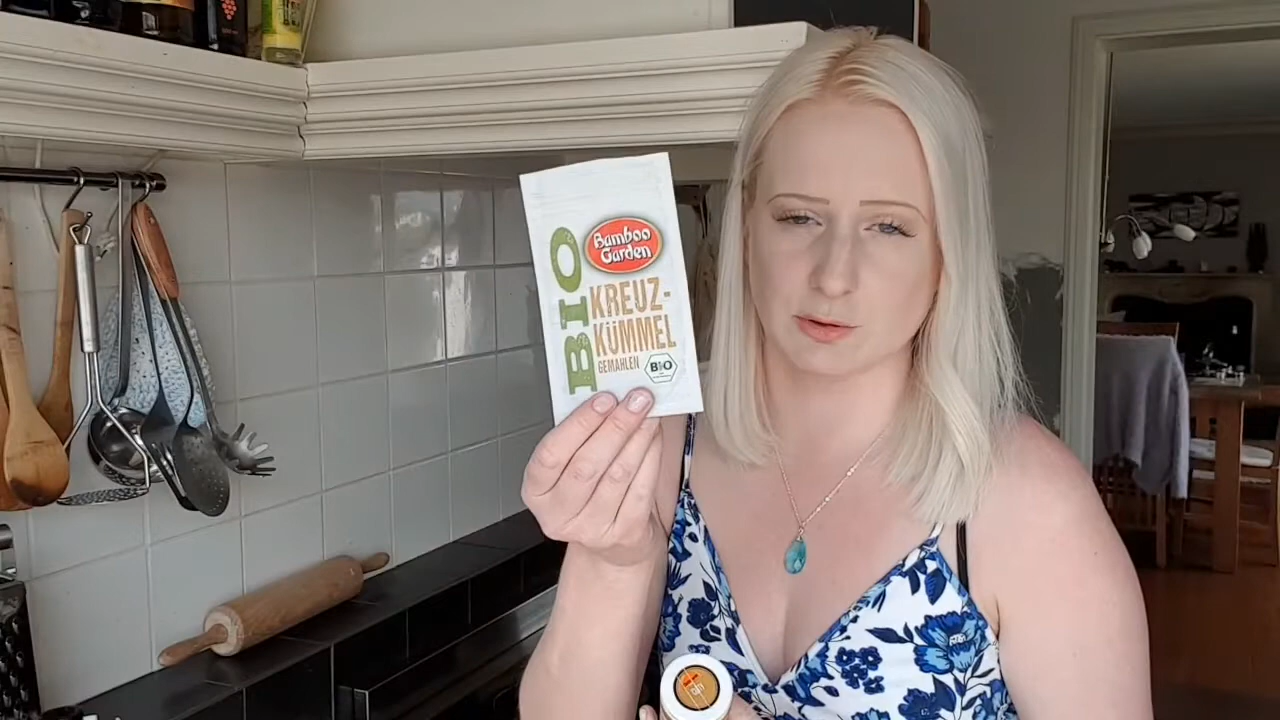 BIO
Bamboo
Garden
KREUZ-
KÜMMEL
GEMAHLEN
BIO